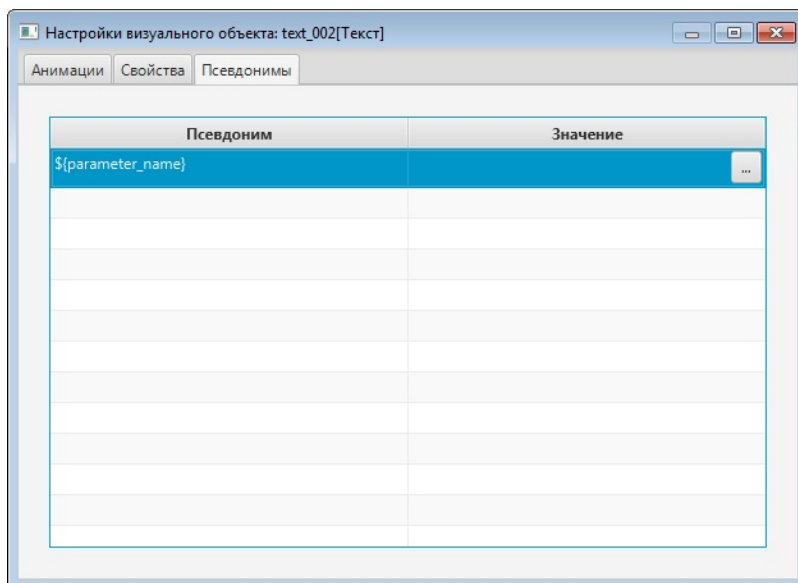 Настройки визуального объекта: text_002[Текст]
Анимации Свойства Псевдонимы
Псевдоним Значение
${parameter_name} ...